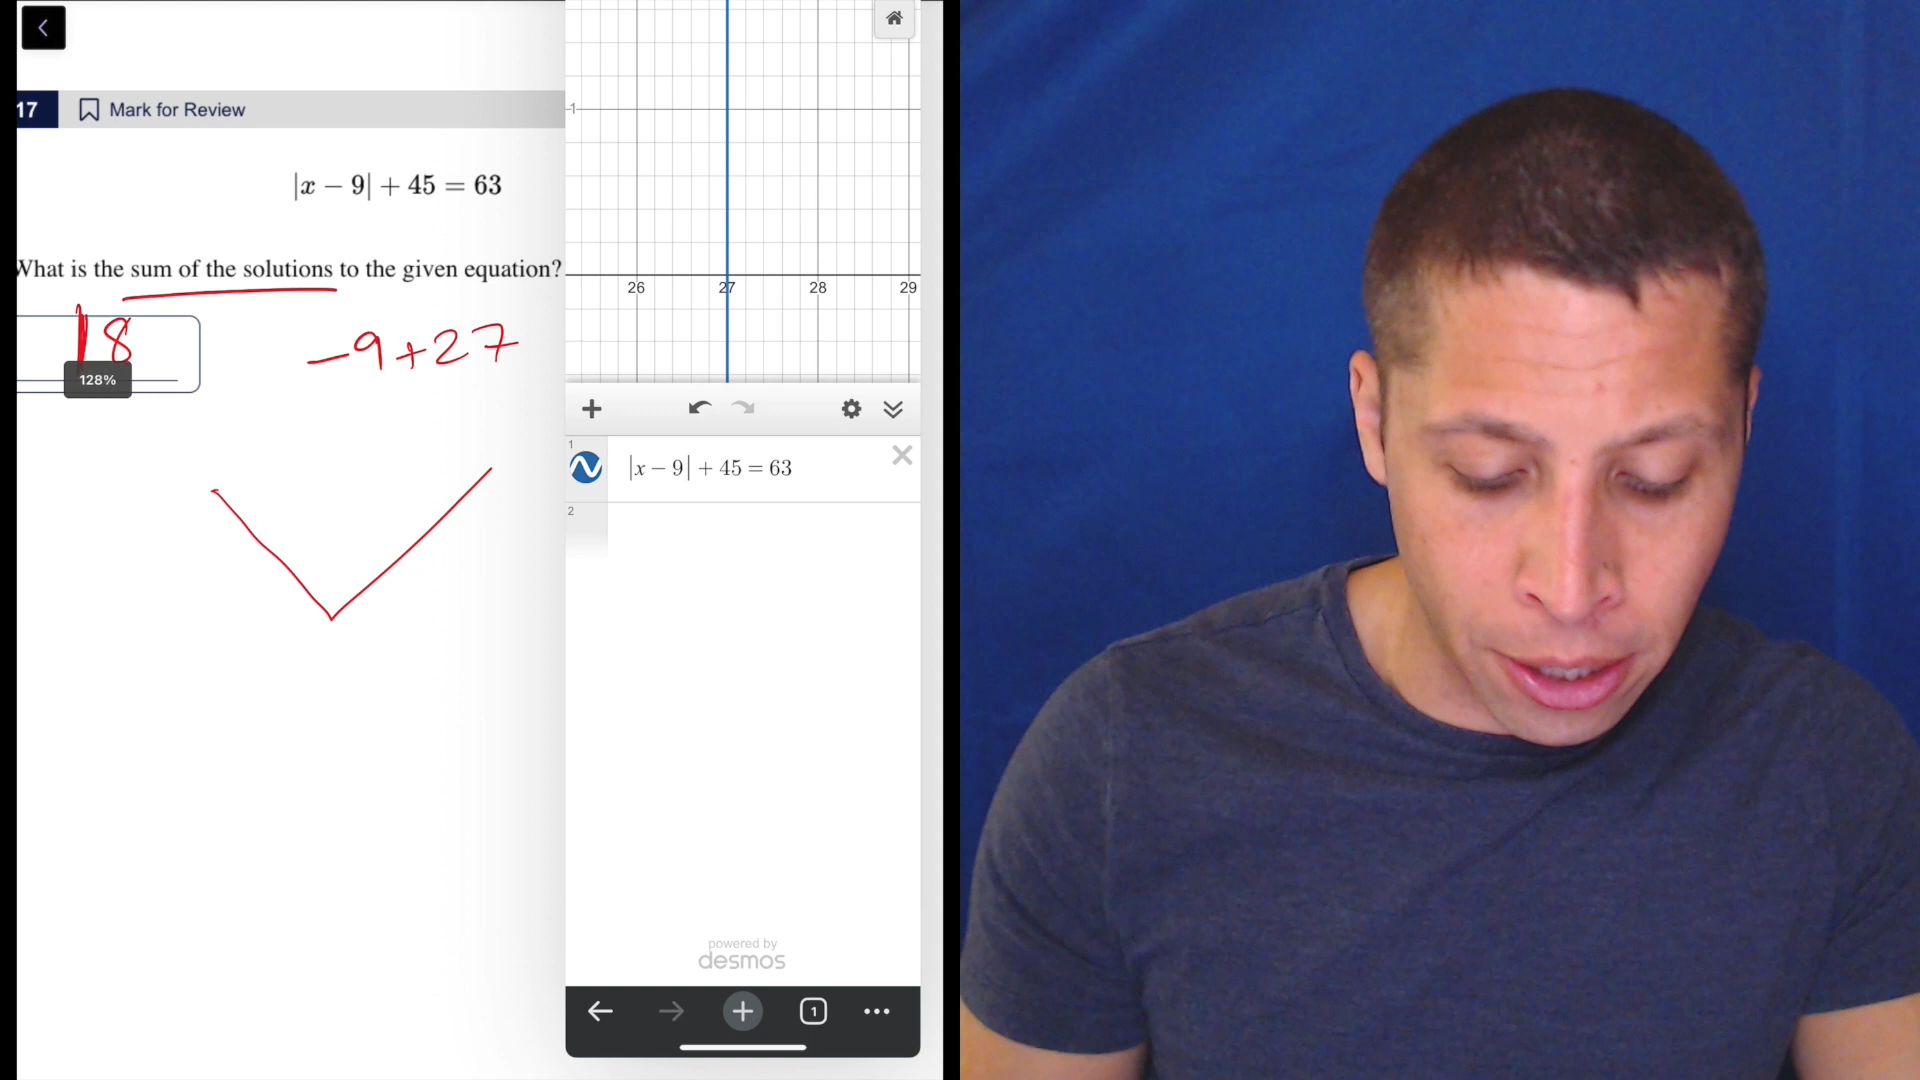 17 Mark for Review
|x − 9| + 45 = 63
What is the sum of the solutions to the given equation?
18
−9+27
128%
-1
26 27 28 29
1
|x − 9| + 45 = 63
2
powered by
desmos
1